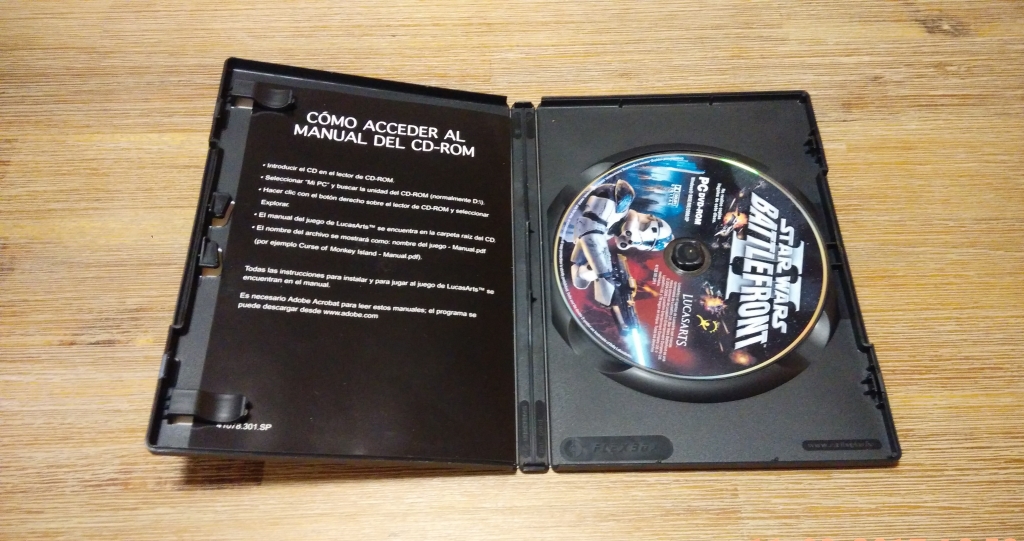 CÓMO ACCEDER AL
MANUAL DEL CD-ROM
• Introducir el CD en el lector de CD-ROM.
• Seleccionar "Mi PC" y buscar la unidad del CD-ROM (normalmente D:\).
• Hacer clic con el botón derecho sobre el lector de CD-ROM y seleccionar
Explorar.
• El manual del juego de LucasArts™ se encuentra en la carpeta raíz del CD.
• El nombre del archivo se mostrará como: nombre del juego - Manual.pdf
(por ejemplo Curse of Monkey Island - Manual.pdf).
Todas las instrucciones para instalar y para jugar al juego de LucasArts™ se
encuentran en el manual.
Es necesario Adobe Acrobat para leer estos manuales; el programa se
puede descargar desde www.adobe.com
41078.301.SP
STAR WARS
II
BATTLEFRONT
PC DVD-ROM
LUCASARTS